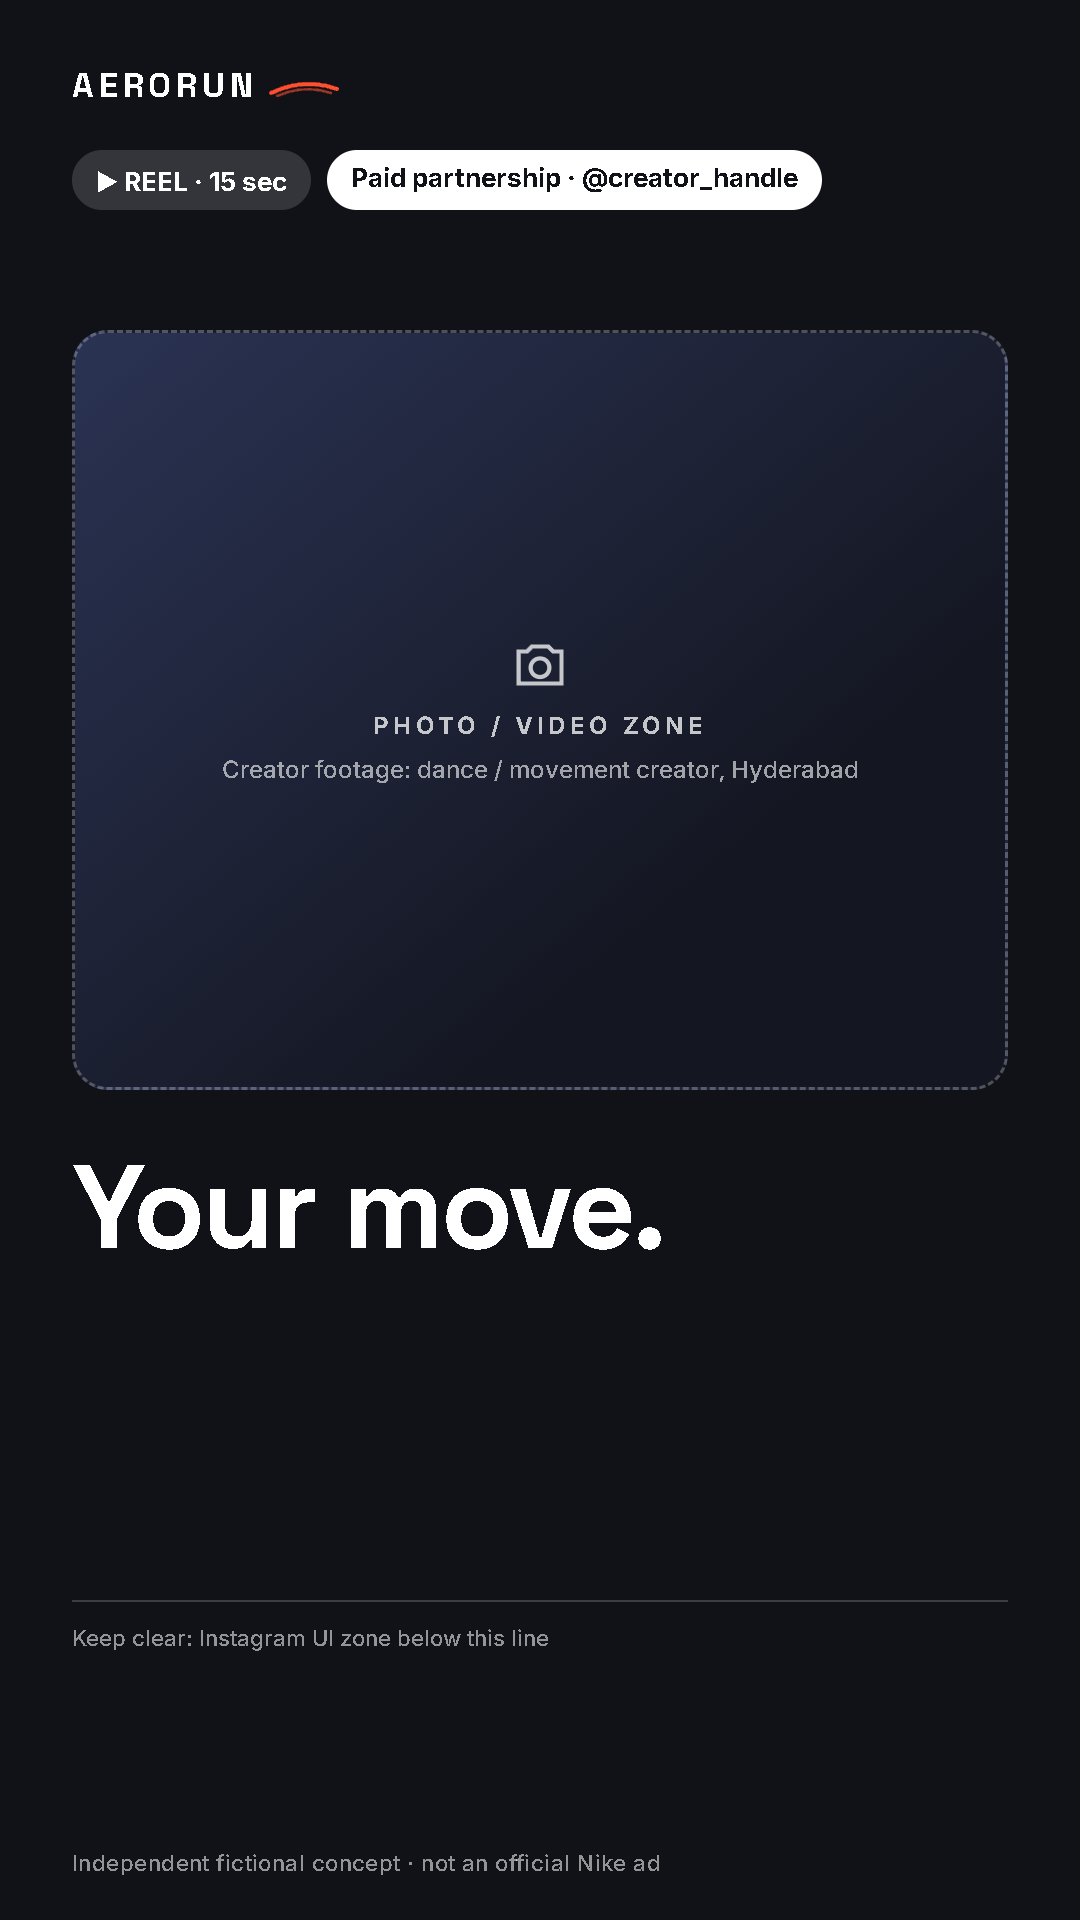 AERORUN
▶ REEL · 15 sec
Paid partnership · @creator_handle
PHOTO / VIDEO ZONE
Creator footage: dance / movement creator, Hyderabad
Your move.
Keep clear: Instagram UI zone below this line
Independent fictional concept · not an official Nike ad